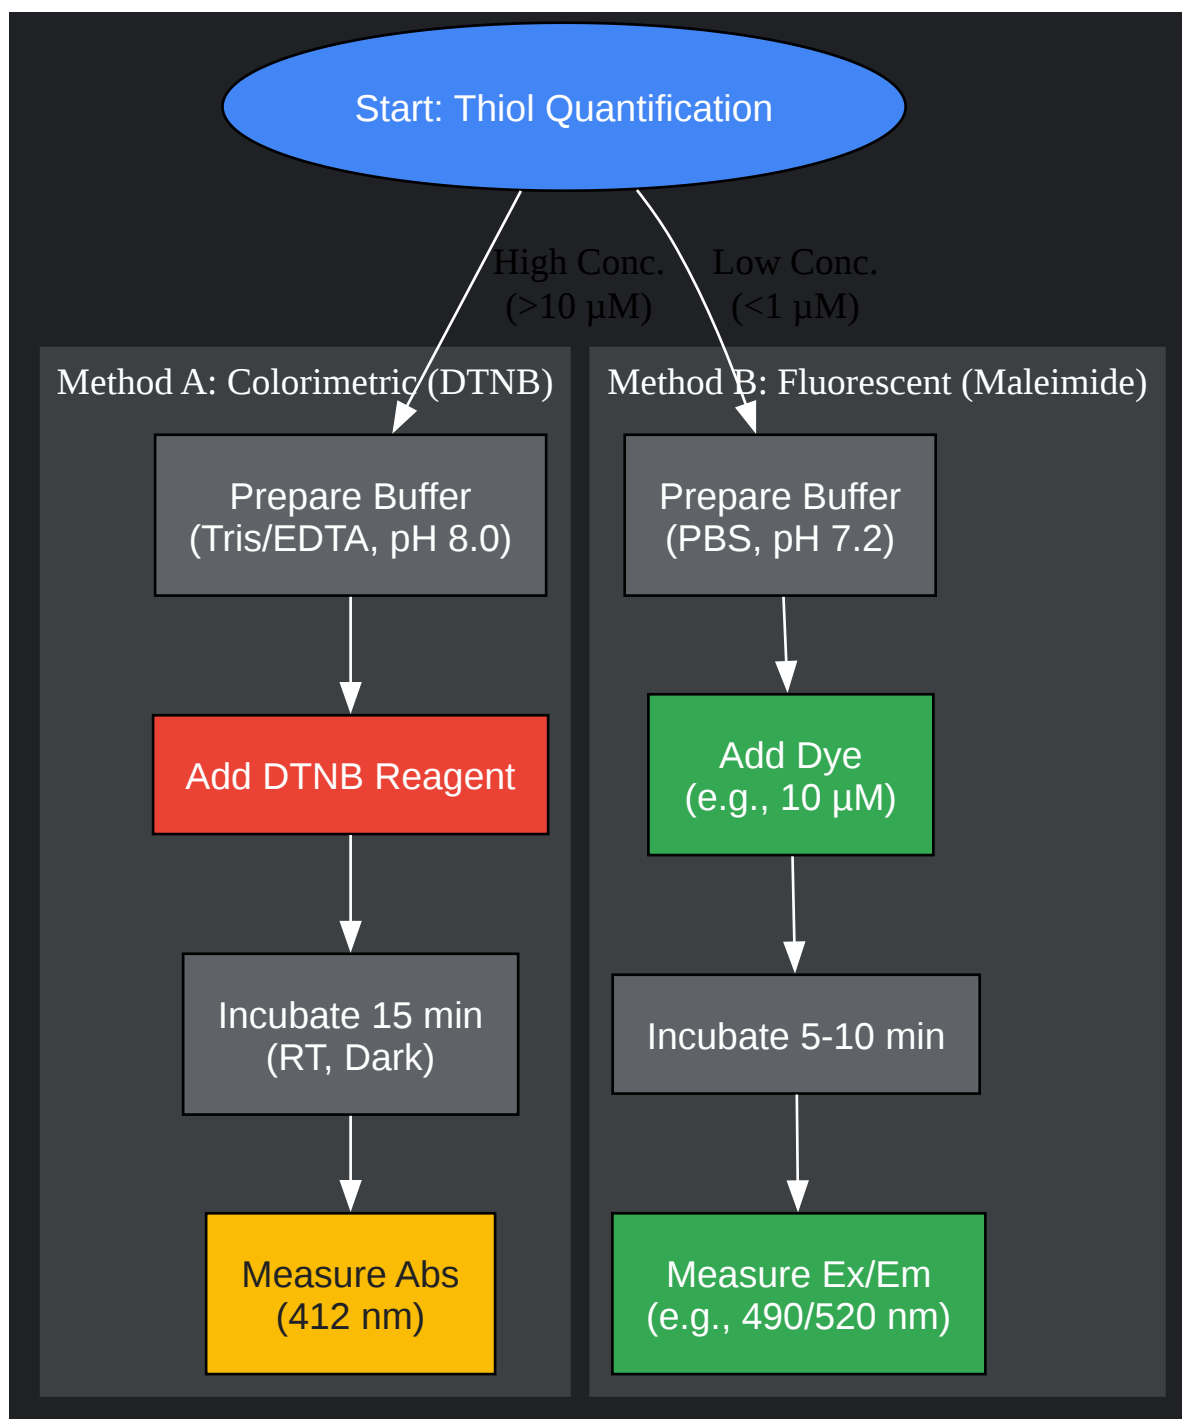 Start: Thiol Quantification
High Conc.
(>10 µM)
Low Conc.
(<1 µM)
Method A: Colorimetric (DTNB)
Prepare Buffer
(Tris/EDTA, pH 8.0)
Add DTNB Reagent
Incubate 15 min
(RT, Dark)
Measure Abs
(412 nm)
Method B: Fluorescent (Maleimide)
Prepare Buffer
(PBS, pH 7.2)
Add Dye
(e.g., 10 µM)
Incubate 5-10 min
Measure Ex/Em
(e.g., 490/520 nm)